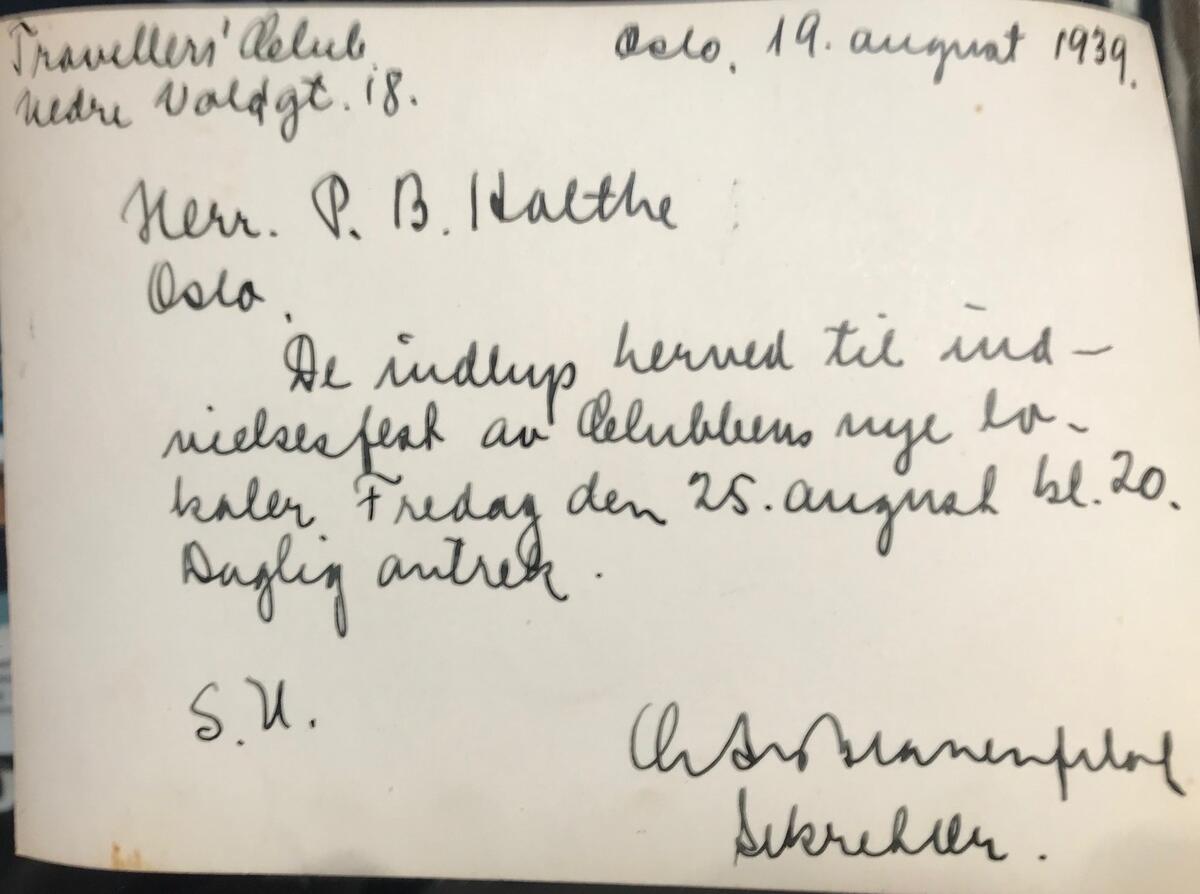 Travellers' Club. Oslo, 19. august 1939.
Nedre Voldgt. 18.
Herr. P. B. Halthe
Oslo.
De indbys herved til ind-
vielsesfest av Clubbens nye lo-
kaler Fredag den 25. august kl. 20.
Daglig antrek.
S. U.
Sekretær.